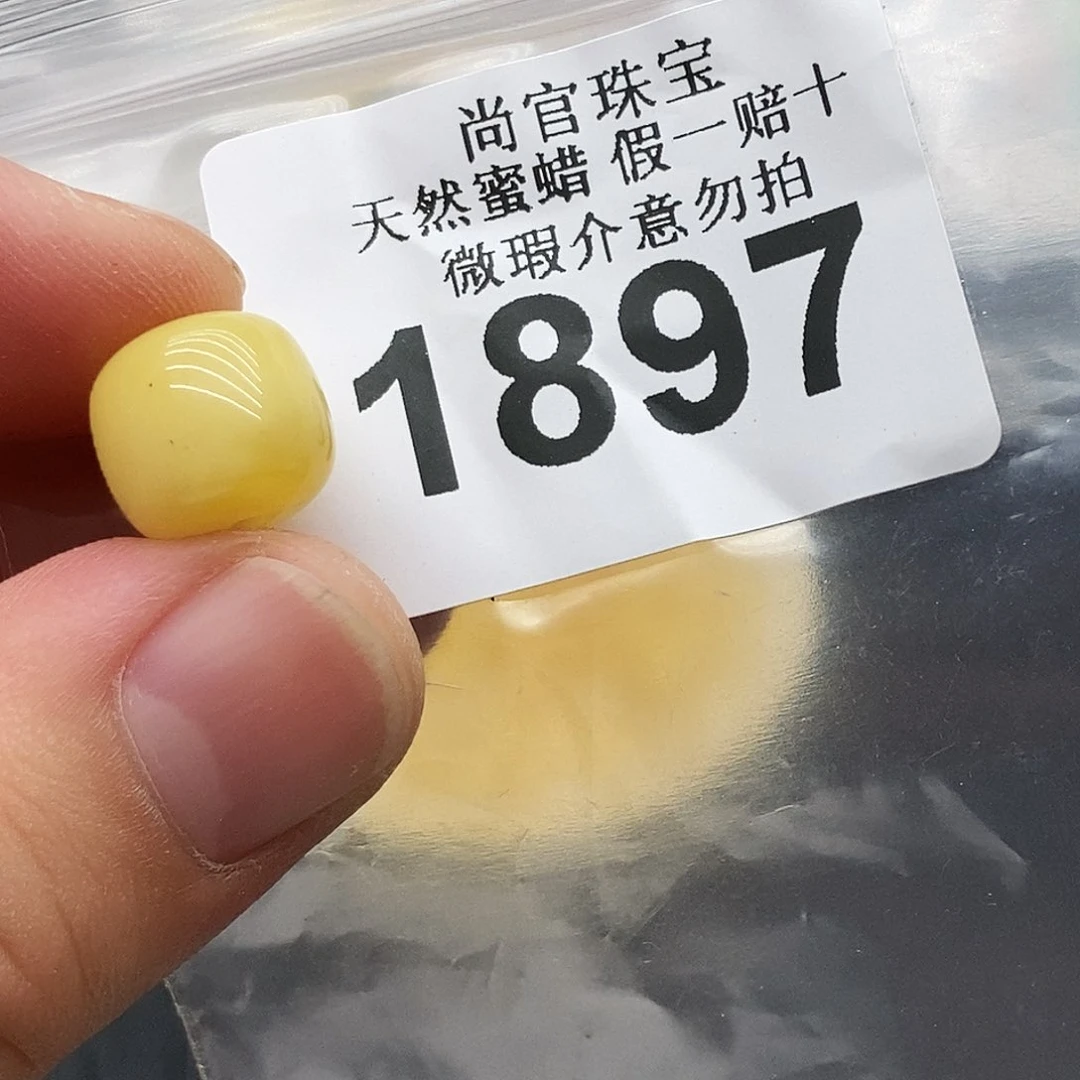 尚官珠宝
天然蜜蜡 假一赔十
微瑕介意勿拍
1897